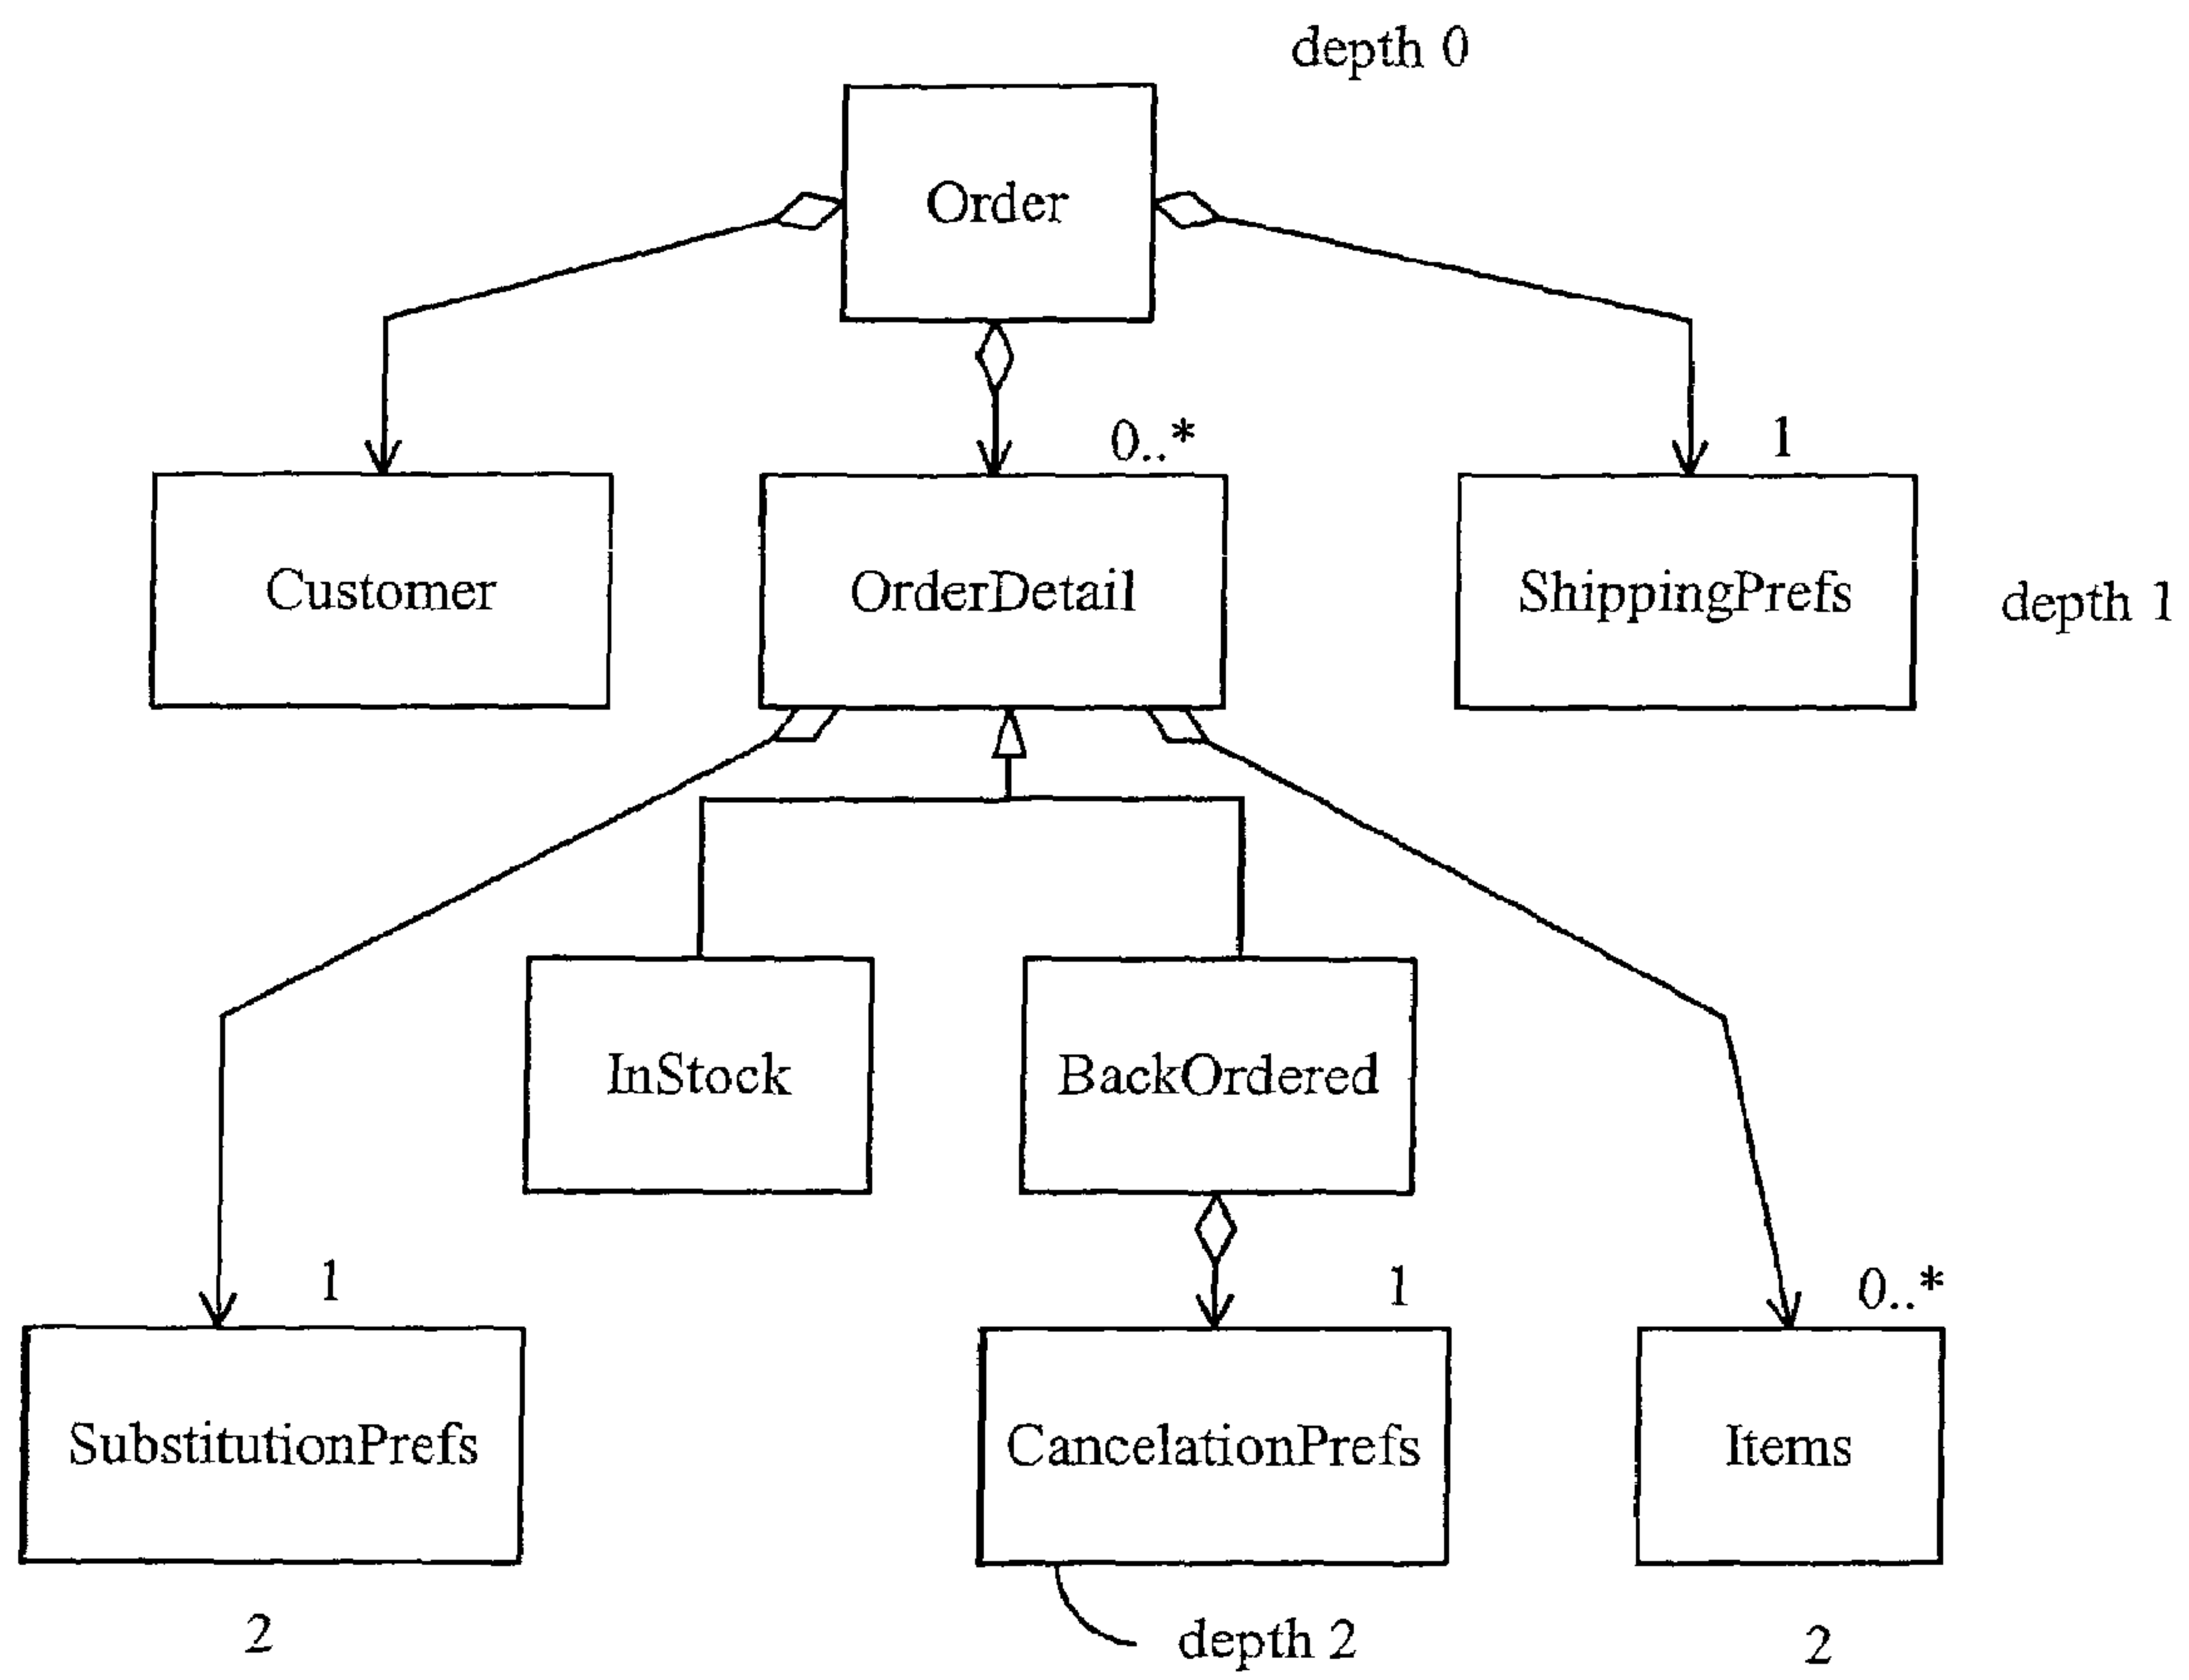 depth 0
Order
0..*
1
Customer
OrderDetail
ShippingPrefs
depth 1
InStock
BackOrdered
1
1
0..*
SubstitutionPrefs
CancelationPrefs
Items
2
depth 2
2